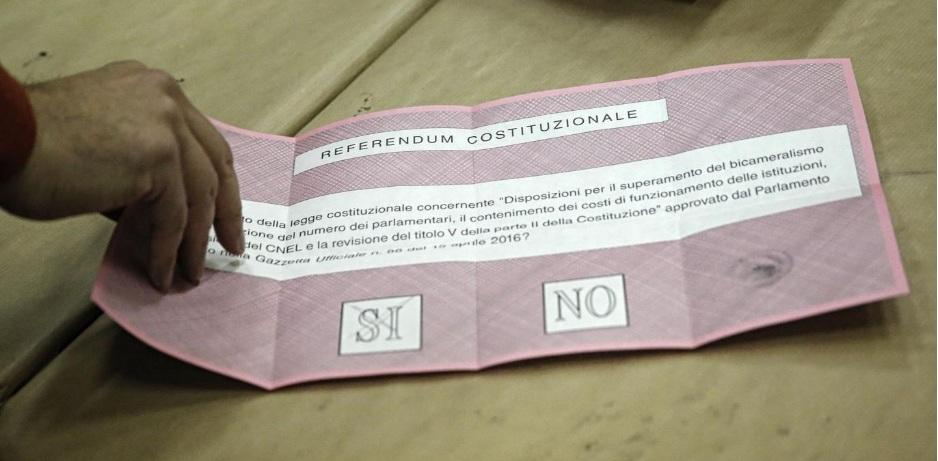 REFERENDUM COSTITUZIONALE
to della legge costituzionale concernente "Disposizioni per il superamento del bicameralismo
zione del numero dei parlamentari, il contenimento dei costi di funzionamento delle istituzioni,
del CNEL e la revisione del titolo V della parte II della Costituzione" approvato dal Parlamento
Gazzetta Ufficiale n. 88 del 15 aprile 2016?
SI
NO